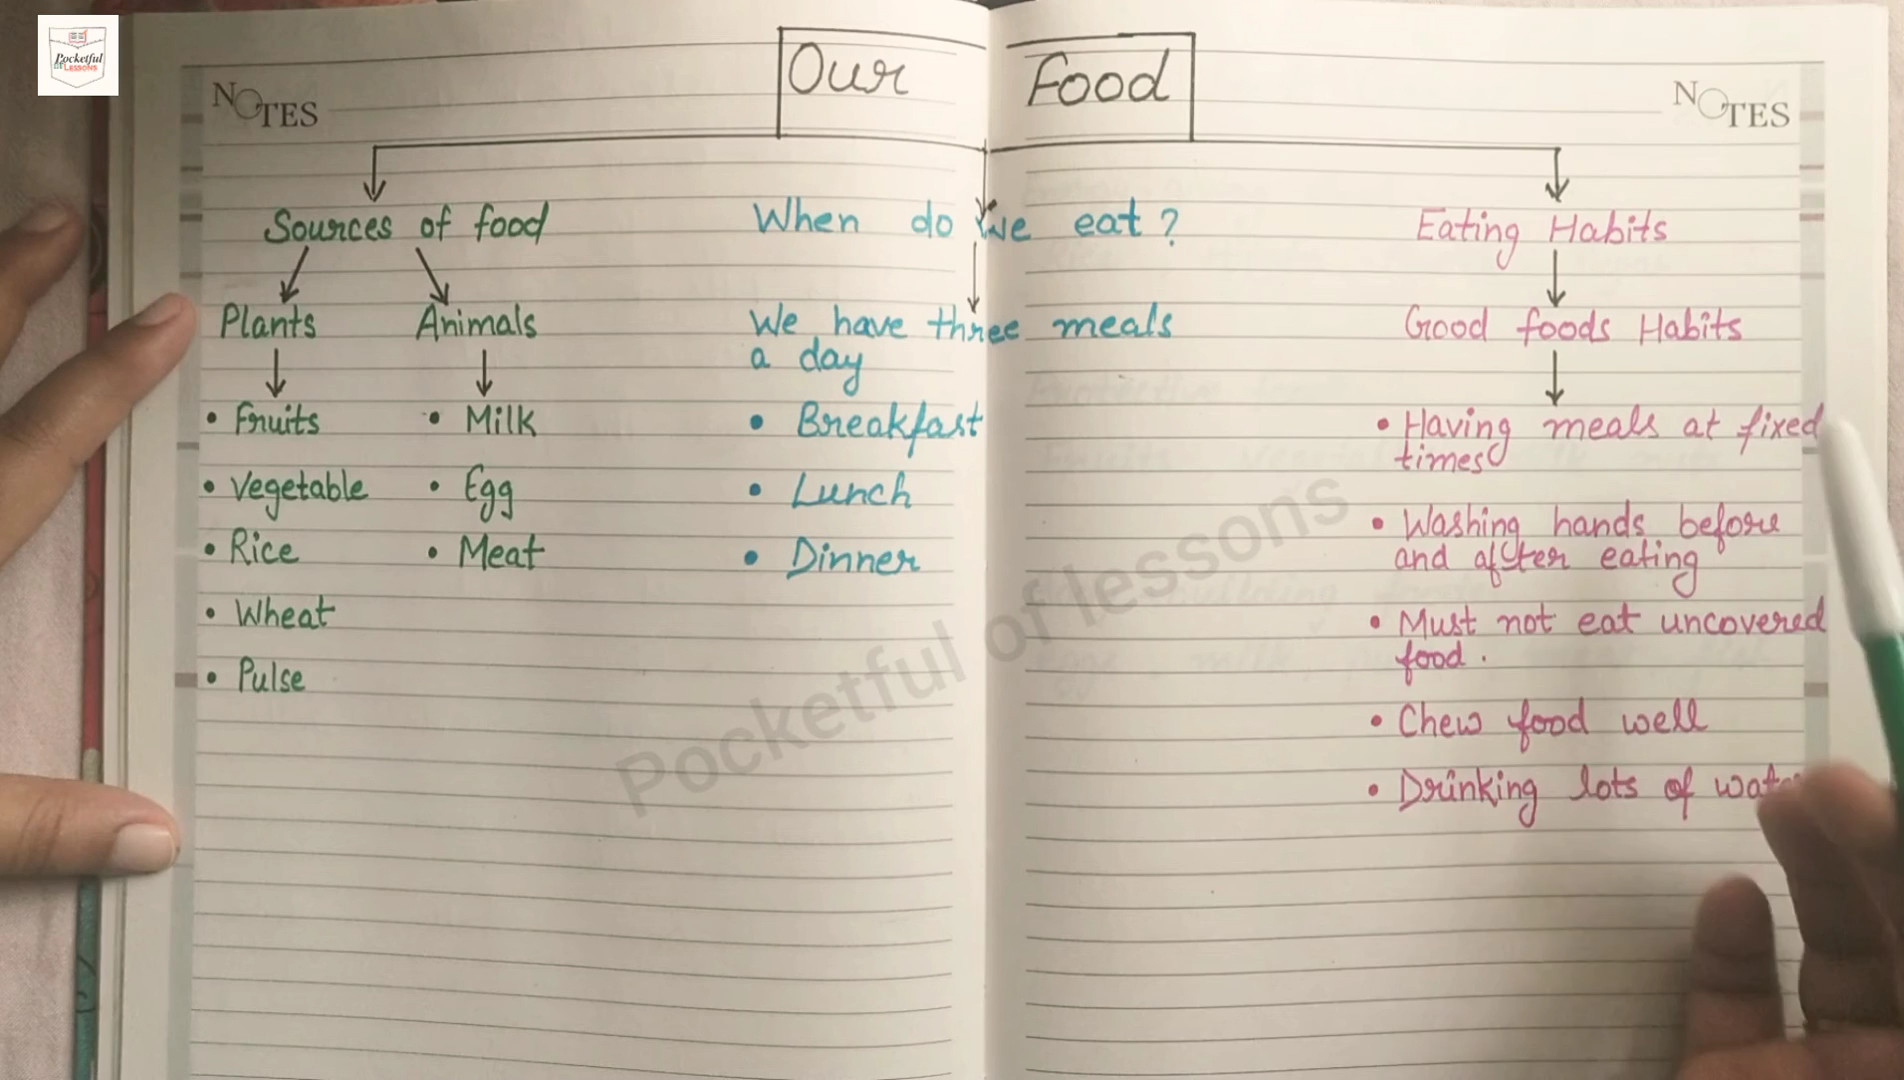 Pocketful
OF LESSONS
Our Food
NOTES
NOTES
Sources of food
Plants
Animals
• Fruits
• Vegetable
• Rice
• Wheat
• Pulse
• Milk
• Egg
• Meat
When do we eat?
We have three meals
a day
• Breakfast
• Lunch
• Dinner
Eating Habits
Good foods Habits
• Having meals at fixed
times
• Washing hands before
and after eating
• Must not eat uncovered
food.
• Chew food well
• Drinking lots of
Pocketful of lessons